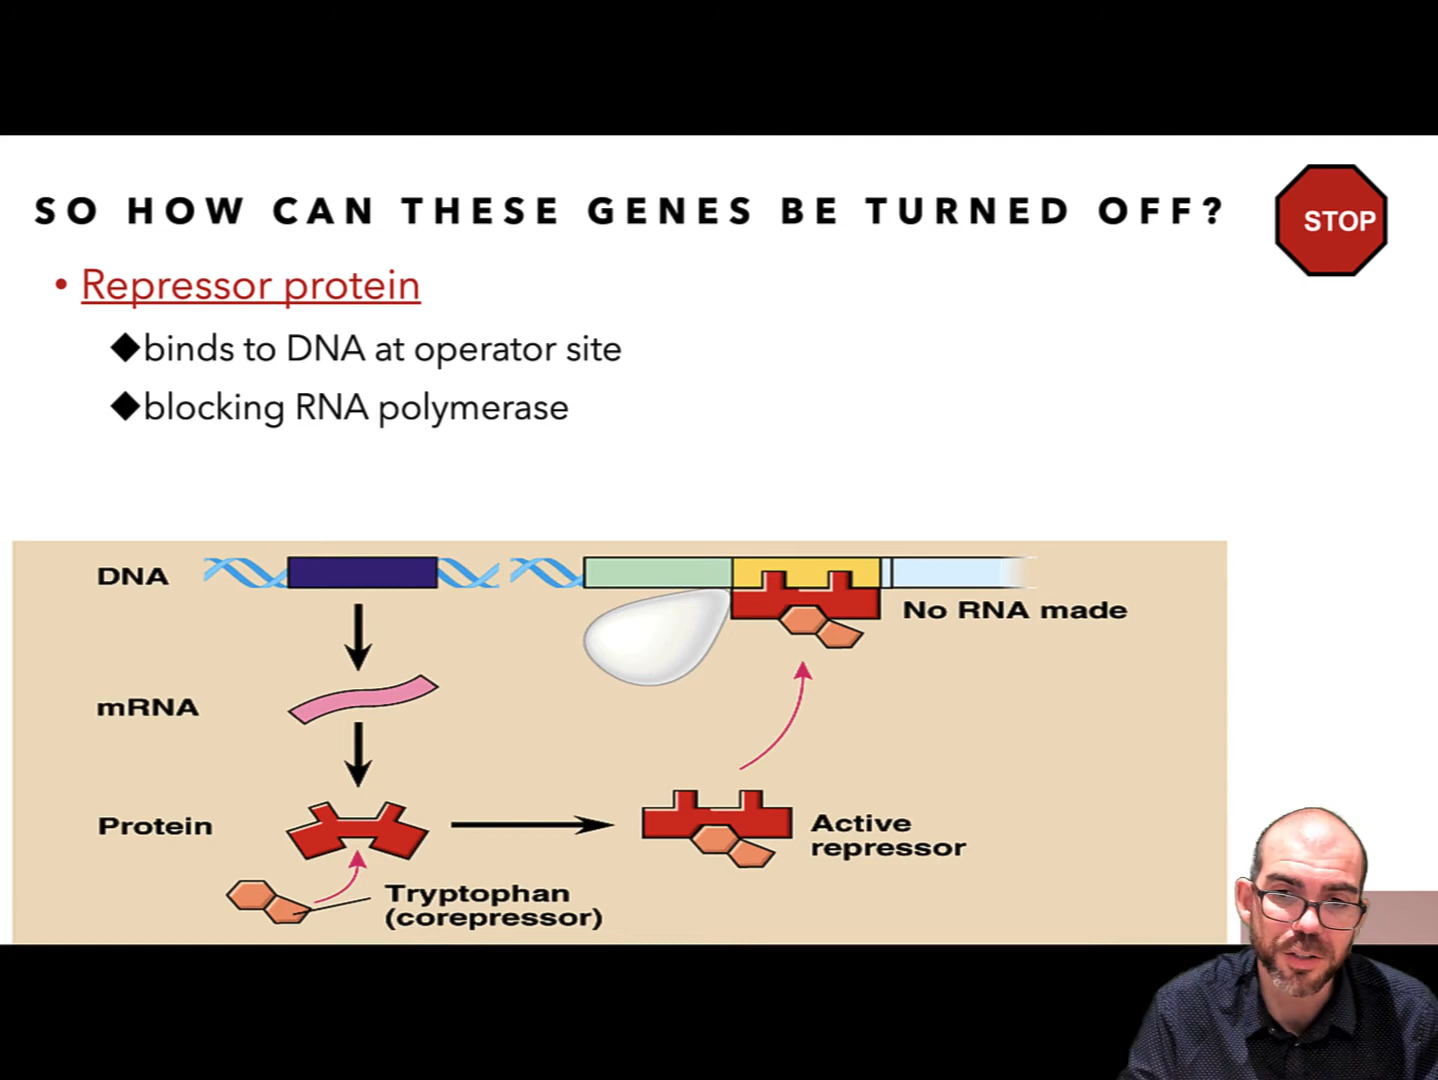 SO HOW CAN THESE GENES BE TURNED OFF?
STOP
• Repressor protein
◆binds to DNA at operator site
◆blocking RNA polymerase
DNA
No RNA made
mRNA
Protein
Active
repressor
Tryptophan
(corepressor)